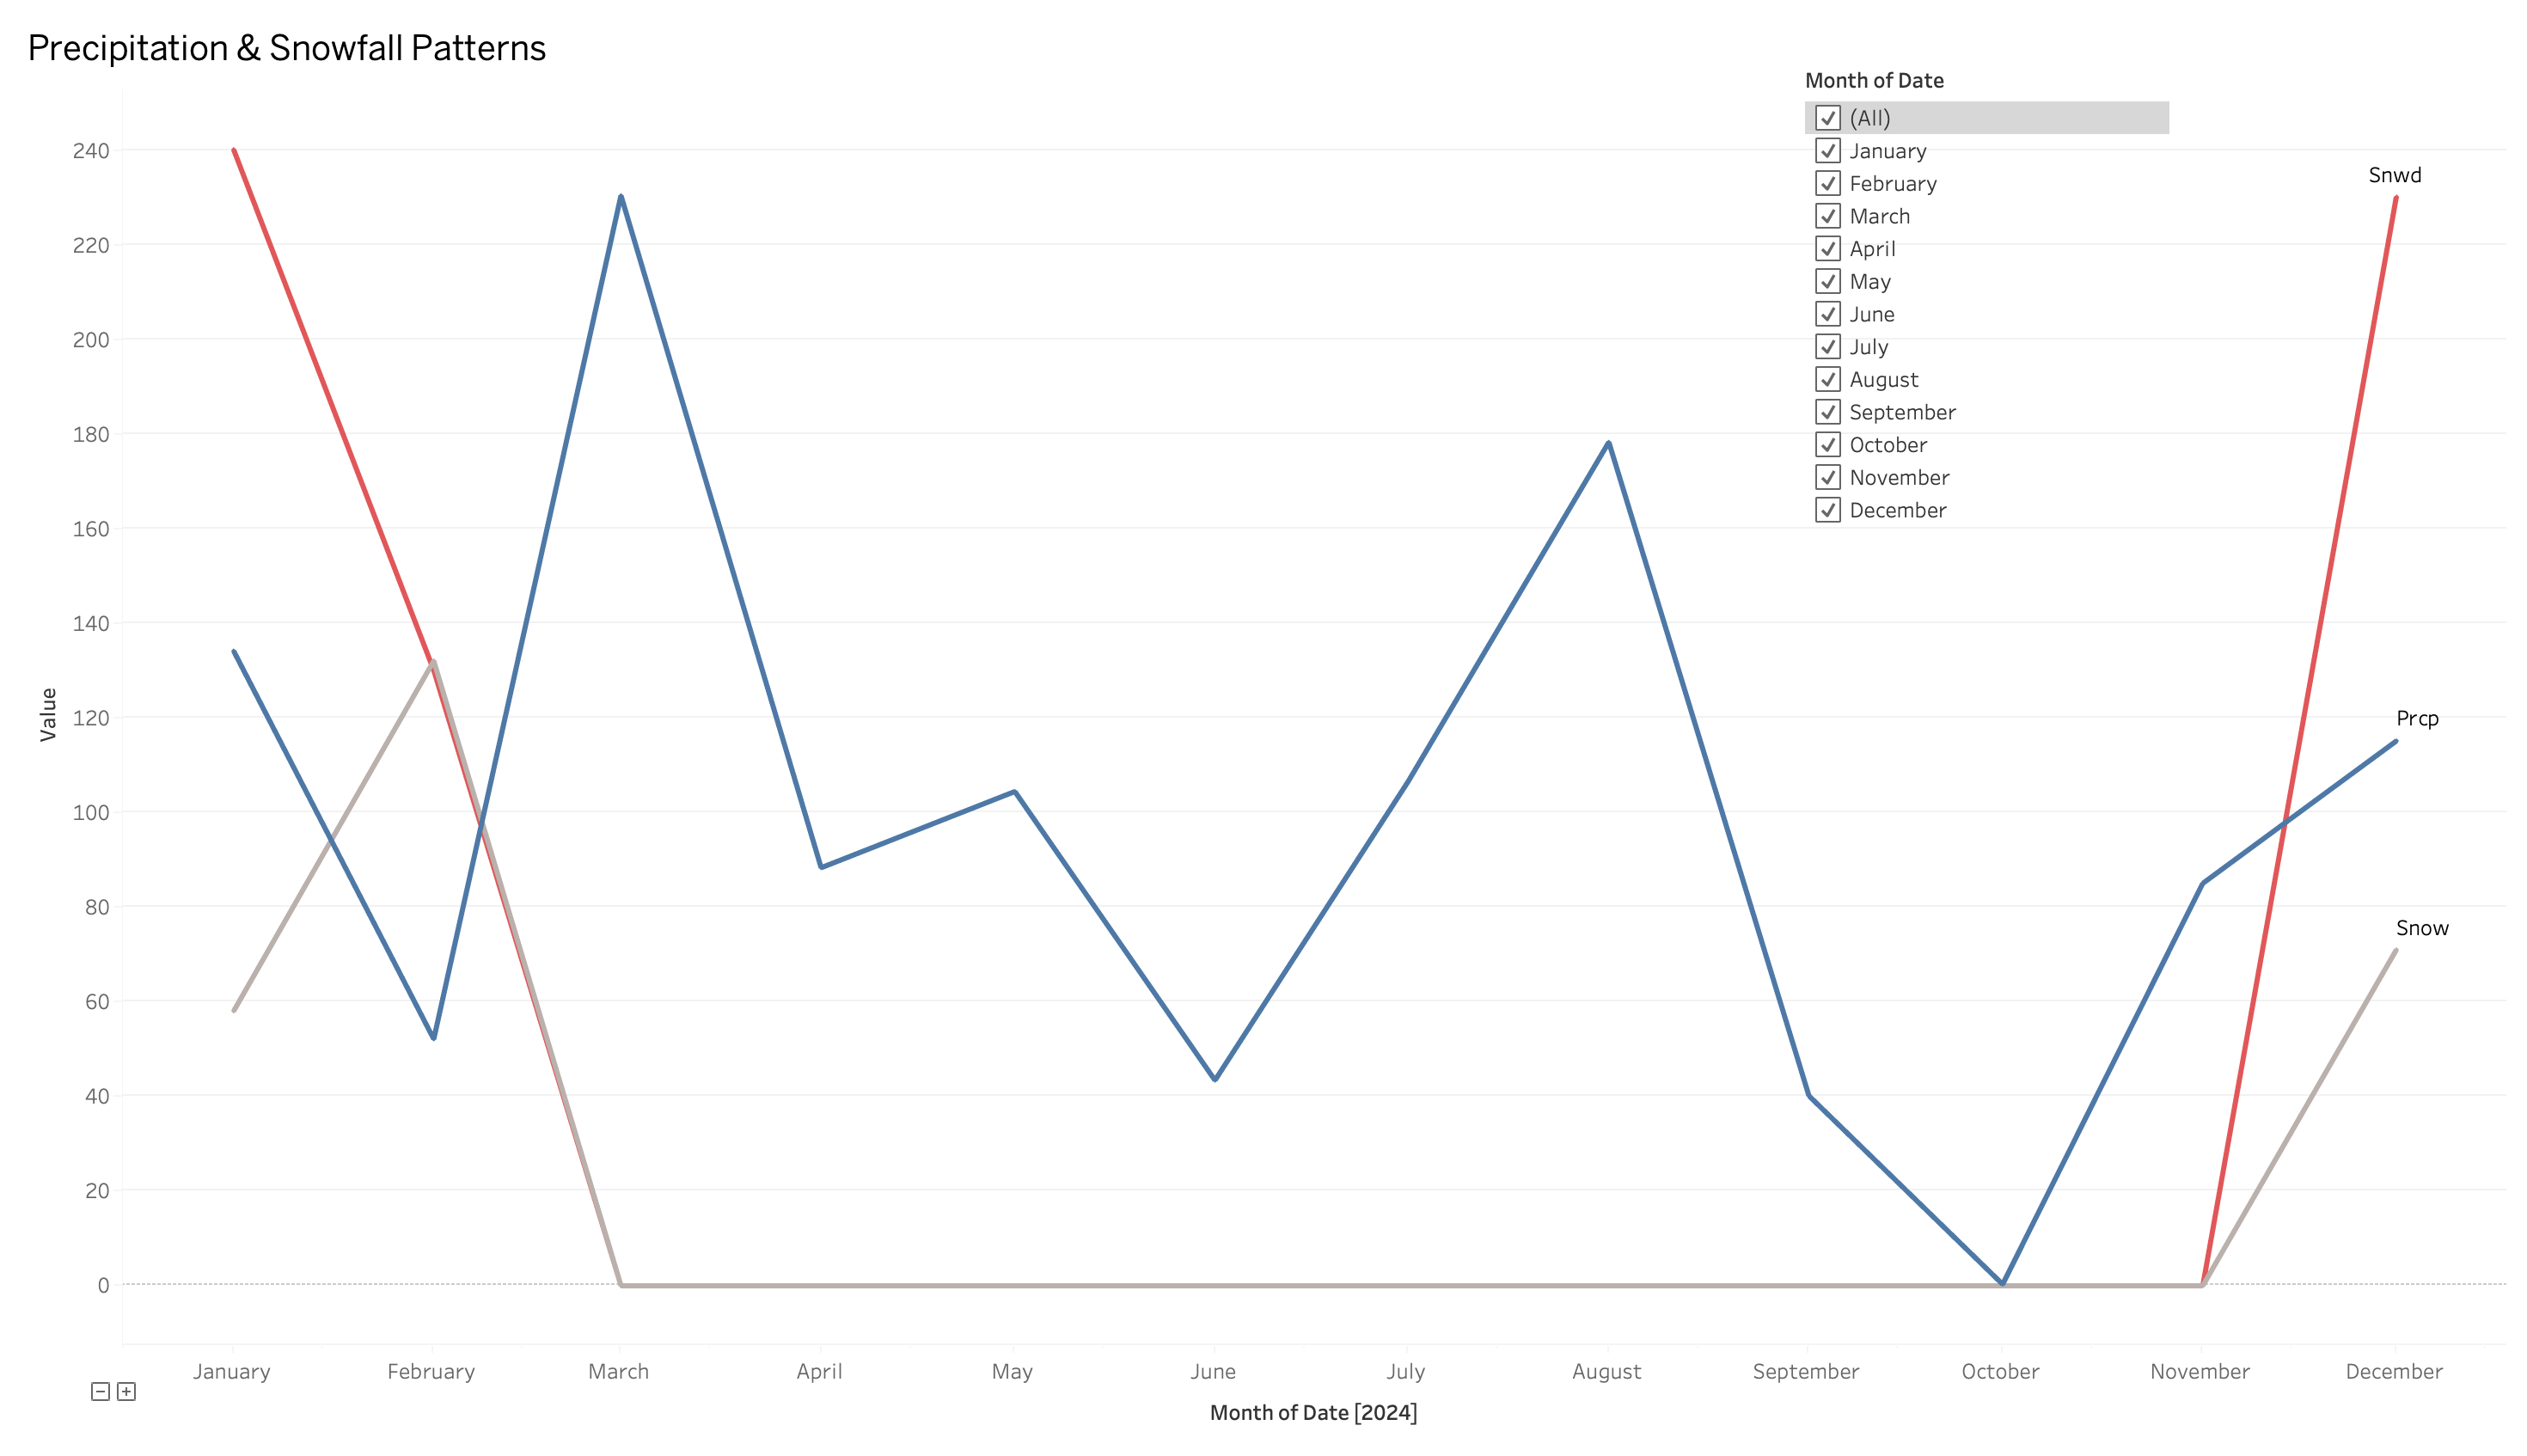 Precipitation & Snowfall Patterns
Month of Date
(All)
January
February
March
April
May
June
July
August
September
October
November
December
240
220
200
180
160
140
120
100
80
60
40
20
0
Value
Snwd
Prcp
Snow
January February March April May June July August September October November December
Month of Date [2024]